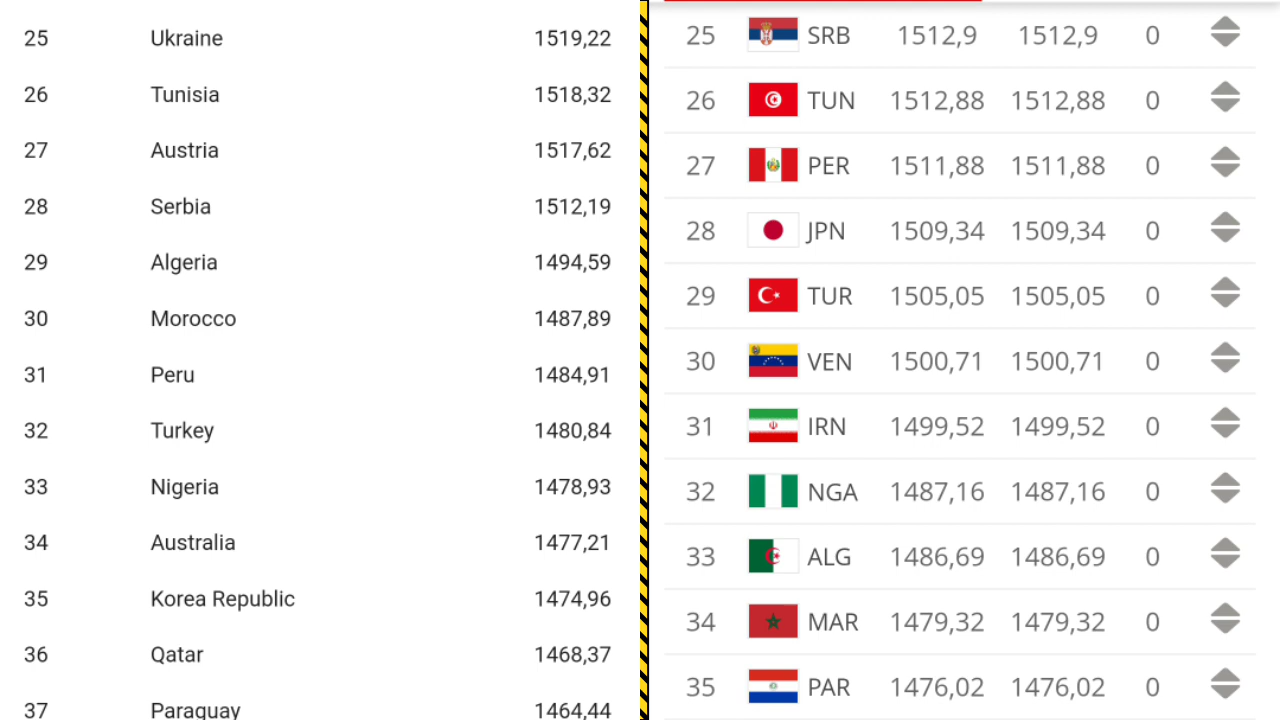 25 Ukraine 1519,22
26 Tunisia 1518,32
27 Austria 1517,62
28 Serbia 1512,19
29 Algeria 1494,59
30 Morocco 1487,89
31 Peru 1484,91
32 Turkey 1480,84
33 Nigeria 1478,93
34 Australia 1477,21
35 Korea Republic 1474,96
36 Qatar 1468,37
37 Paraguay 1464,44
25 SRB 1512,9 1512,9 0
26 TUN 1512,88 1512,88 0
27 PER 1511,88 1511,88 0
28 JPN 1509,34 1509,34 0
29 TUR 1505,05 1505,05 0
30 VEN 1500,71 1500,71 0
31 IRN 1499,52 1499,52 0
32 NGA 1487,16 1487,16 0
33 ALG 1486,69 1486,69 0
34 MAR 1479,32 1479,32 0
35 PAR 1476,02 1476,02 0